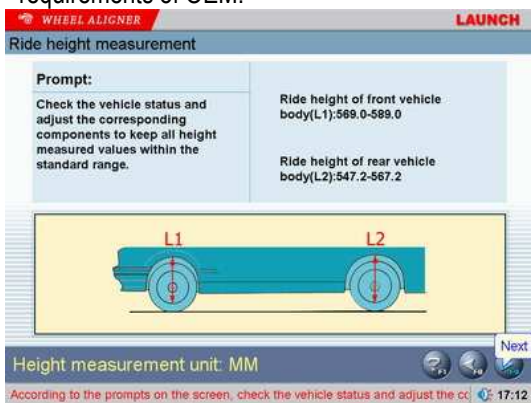 requirements of OEM.
WHEEL ALIGNER
LAUNCH
Ride height measurement
Prompt:
Check the vehicle status and
adjust the corresponding
components to keep all height
measured values within the
standard range.
Ride height of front vehicle
body(L1):569.0-589.0
Ride height of rear vehicle
body(L2):547.2-567.2
L1
L2
Next
Height measurement unit: MM
According to the prompts on the screen, check the vehicle status and adjust the cc
17:12